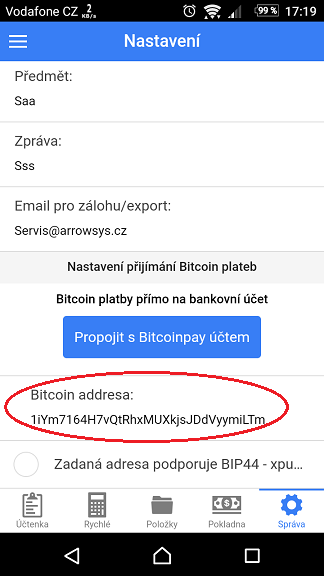 Vodafone CZ 2 KB/s 99 % 17:19
Nastavení
Předmět:
Saa
Zpráva:
Sss
Email pro zálohu/export:
Servis@arrowsys.cz
Nastavení přijímání Bitcoin plateb
Bitcoin platby přímo na bankovní účet
Propojit s Bitcoinpay účtem
Bitcoin addresa:
1iYm7164H7vQtRhxMUXkjsJDdVyymiLTm
Zadaná adresa podporuje BIP44 - xpu...
Účtenka Rychlé Položky Pokladna Správa